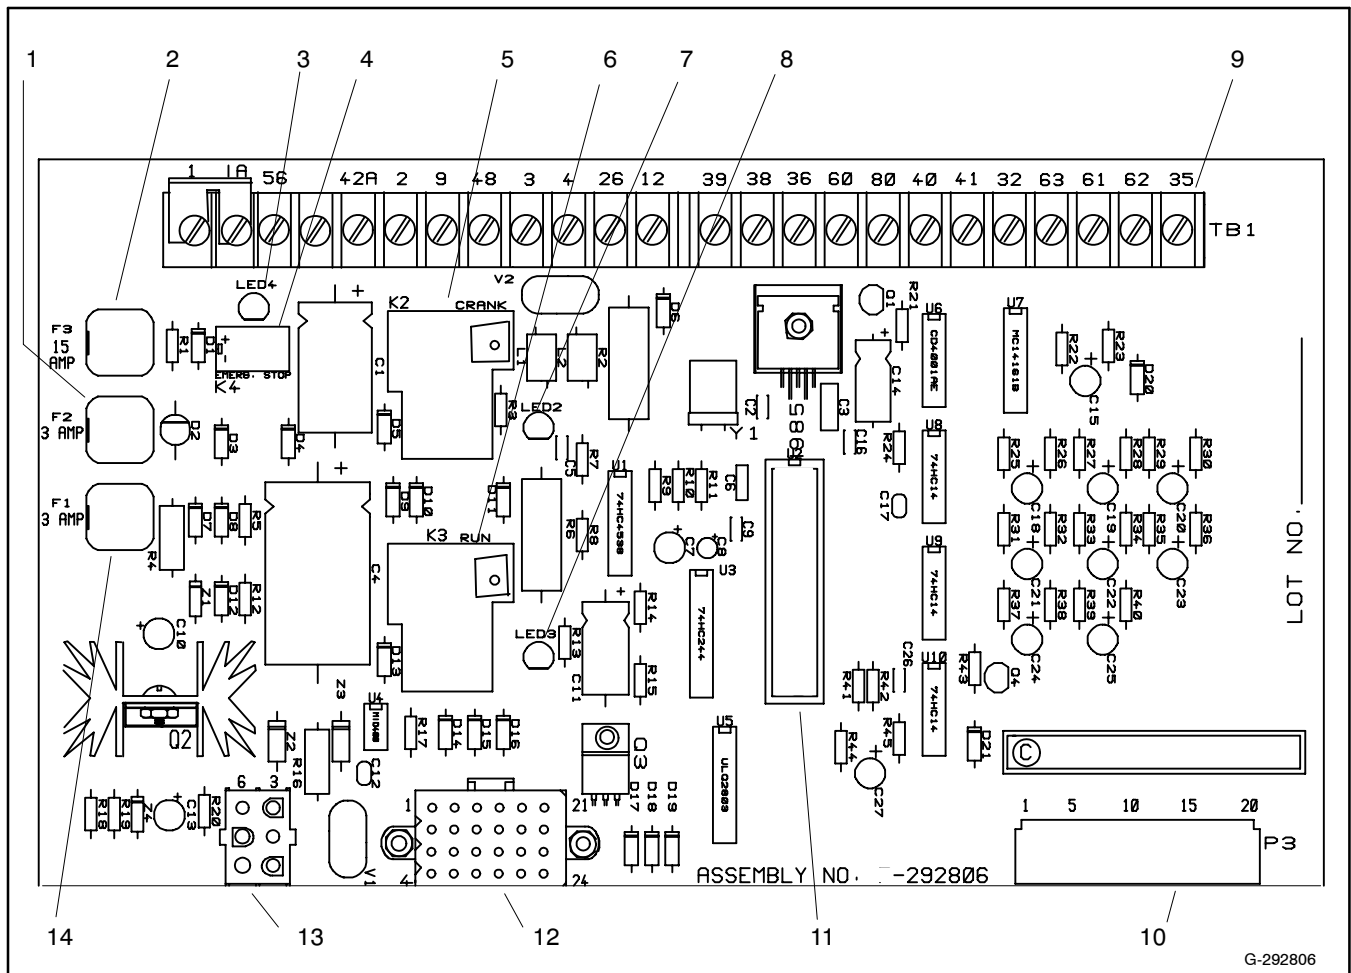 1 2 3 4 5 6 7 8 9
1 1A 56 42A 2 9 48 3 4 26 12 39 38 36 60 80 40 41 32 63 61 62 35
TB1
LED4
V2
K2 CRANK
D6
Q1
R21
U6
CD4001AE
U7
MC14161B
F3
15
AMP
R1
D1
EMERG. STOP
K4
C1
L1
L2
R2
C14
R22
R23
D20
C15
F2
3 AMP
D2
D3
D4
D5
R3
LED2
C5
R7
C2
Y1
689
C3
C16
R24
U8
74HC14
R25
R26
R27
R28
R29
R30
U1
74HC4538
R9
R10
R11
C6
U2
C17
C18
C19
C20
F1
3 AMP
R4
D7
D8
R5
C4
D9
D10
D11
R6
R8
C7
C8
C9
U3
74HC244
U9
74HC14
R31
R32
R33
R34
R35
R36
C21
C22
C23
LOT NO.
K3 RUN
Z1
D12
R12
C10
LED3
R13
C11
R14
R15
R37
R38
R39
R40
C24
C25
D13
C26
U10
74HC14
R41
R42
R43
Q4
Q2
Z2
Z3
R16
U4
R17
D14
D15
D16
Q3
U5
ULQ2803
R44
R45
C27
D21
C
C12
R18
R19
Z4
C13
R20
6 3
V1
1 21
4 24
D17
D18
D19
1 5 10 15 20
P3
ASSEMBLY NO. -292806
14 13 12 11 10
G-292806